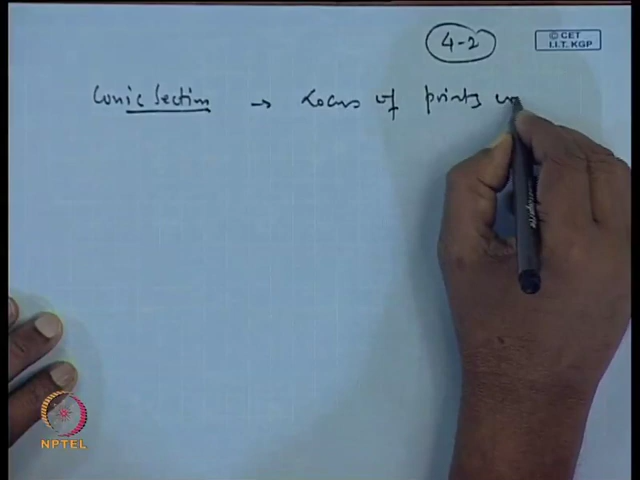 4-2
© CET
I.I.T. KGP
Conic Section → Locus of points
NPTEL